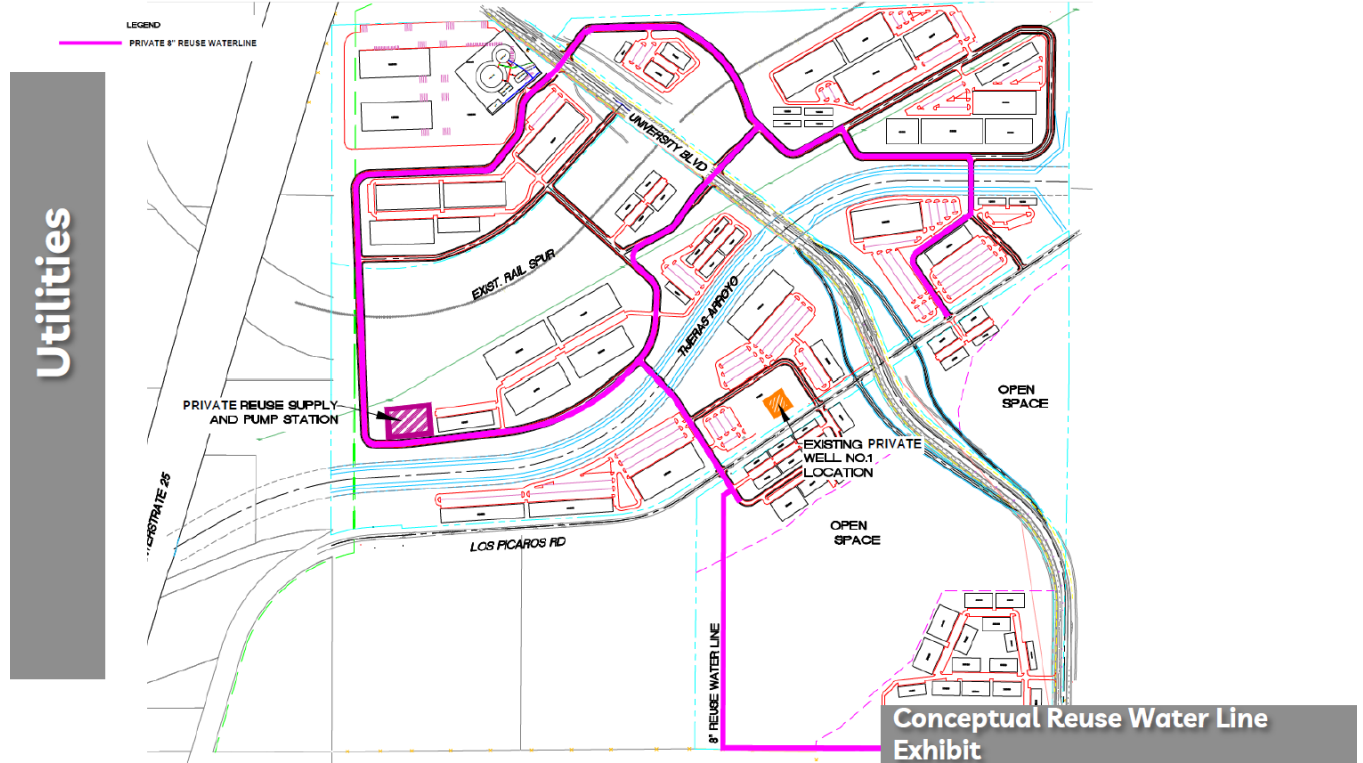 LEGEND
PRIVATE 8" REUSE WATERLINE
Utilities
UNIVERSITY BLVD
EXIST. RAIL SPUR
TIJERAS ARROYO
PRIVATE REUSE SUPPLY
AND PUMP STATION
EXISTING PRIVATE
WELL NO.1
LOCATION
OPEN
SPACE
OPEN
SPACE
LOS PICAROS RD
ERSTRATE 25
8" REUSE WATER LINE
Conceptual Reuse Water Line
Exhibit